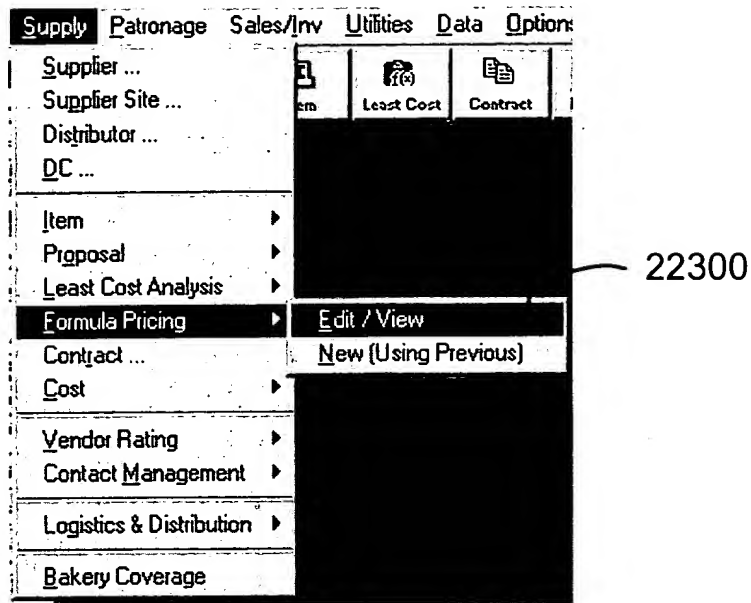 Supply Patronage Sales/Inv Utilities Data Option
Supplier ...
Supplier Site ...
Distributor ...
DC ...
Least Cost
Contract
Item
Proposal
Least Cost Analysis
Formula Pricing
Edit / View
New (Using Previous)
22300
Contract ...
Cost
Vendor Rating
Contact Management
Logistics & Distribution
Bakery Coverage